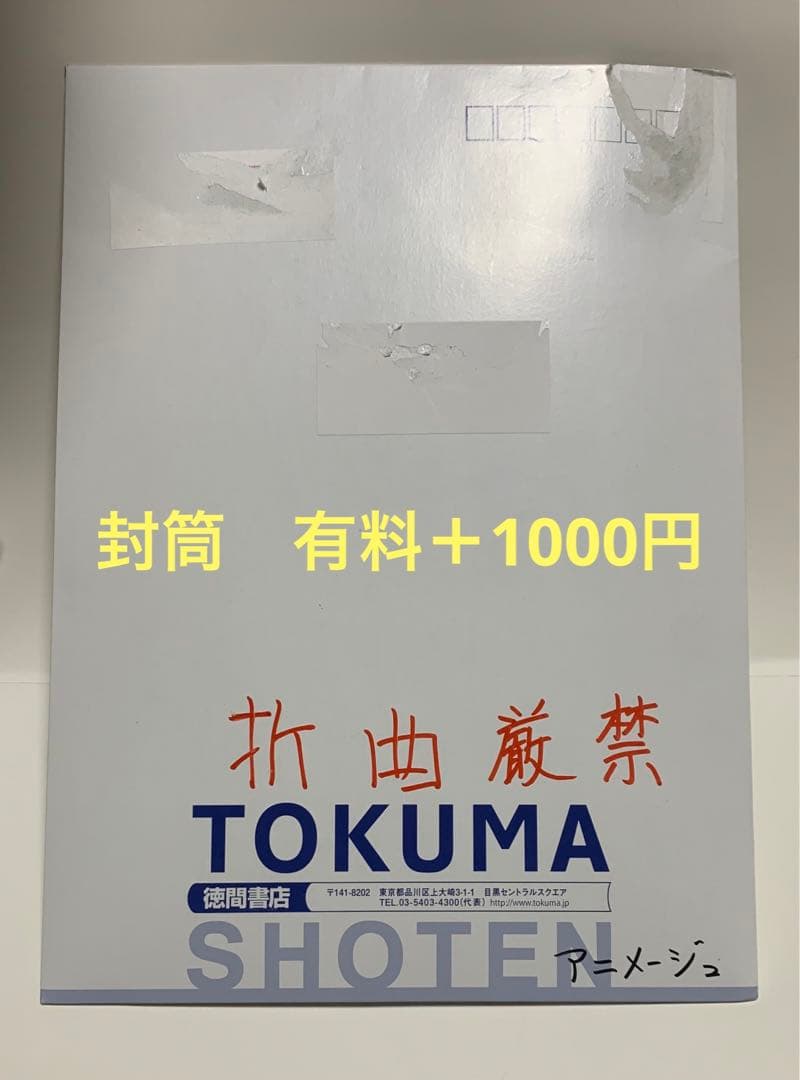 封筒　有料＋1000円
折曲厳禁
TOKUMA
徳間書店
〒141-8202　東京都品川区上大崎3-1-1　目黒セントラルスクエア
TEL.03-5403-4300(代表) http://www.tokuma.jp
SHOTEN
アニメージュ